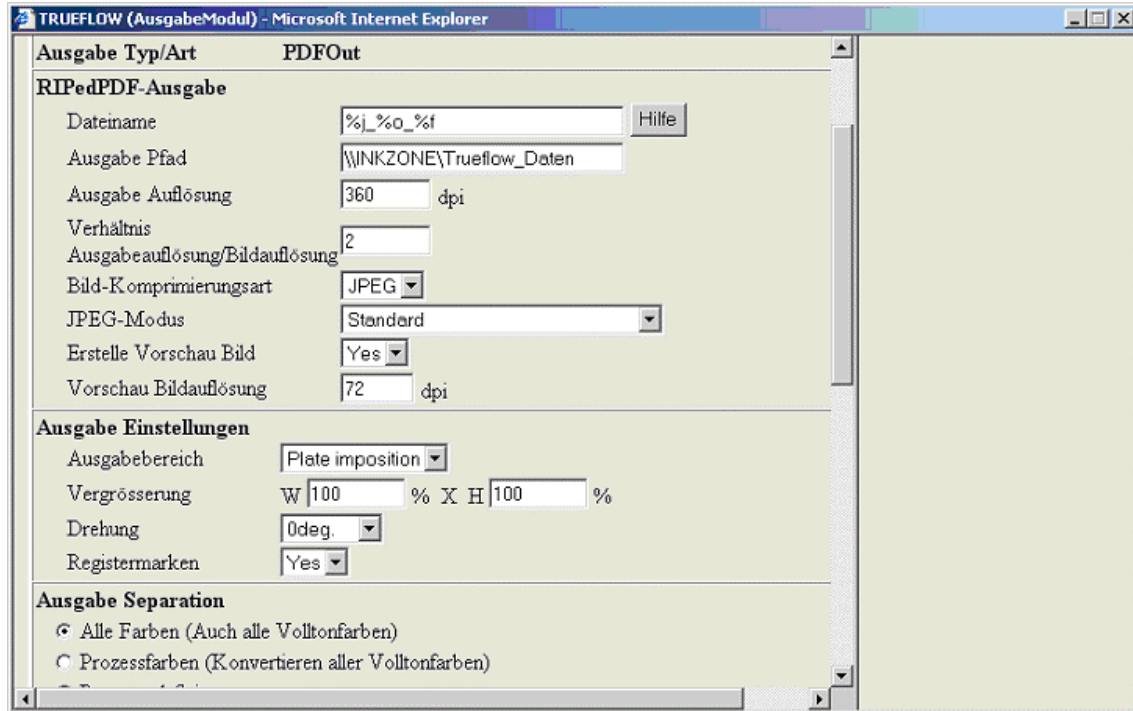 TRUEFLOW (AusgabeModul) - Microsoft Internet Explorer
Ausgabe Typ/Art PDFOut
RIPedPDF-Ausgabe
Dateiname %j_%o_%f Hilfe
Ausgabe Pfad \\INKZONE\Trueflow_Daten
Ausgabe Auflösung 360 dpi
Verhältnis
Ausgabeauflösung/Bildauflösung 2
Bild-Komprimierungsart JPEG
JPEG-Modus Standard
Erstelle Vorschau Bild Yes
Vorschau Bildauflösung 72 dpi
Ausgabe Einstellungen
Ausgabebereich Plate imposition
Vergrösserung W 100 % X H 100 %
Drehung 0deg.
Registermarken Yes
Ausgabe Separation
Alle Farben (Auch alle Volltonfarben)
Prozessfarben (Konvertieren aller Volltonfarben)